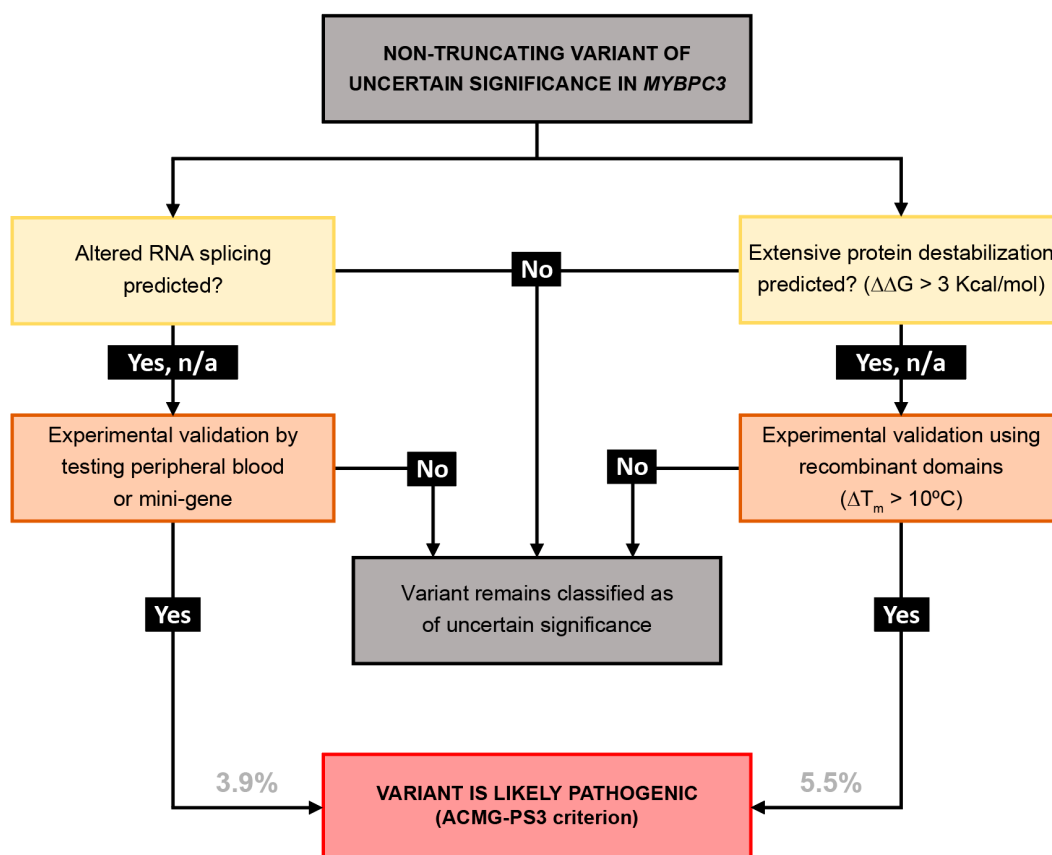 NON-TRUNCATING VARIANT OF
UNCERTAIN SIGNIFICANCE IN MYBPC3
Altered RNA splicing
predicted?
No
Extensive protein destabilization
predicted? (ΔΔG > 3 Kcal/mol)
Yes, n/a
Yes, n/a
Experimental validation by
testing peripheral blood
or mini-gene
No
No
Experimental validation using
recombinant domains
(ΔTm > 10ºC)
Variant remains classified as
of uncertain significance
Yes
Yes
3.9%
5.5%
VARIANT IS LIKELY PATHOGENIC
(ACMG-PS3 criterion)